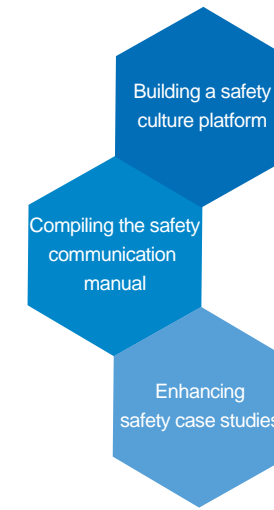 Building a safety
culture platform
Compiling the safety
communication
manual
Enhancing
safety case studies